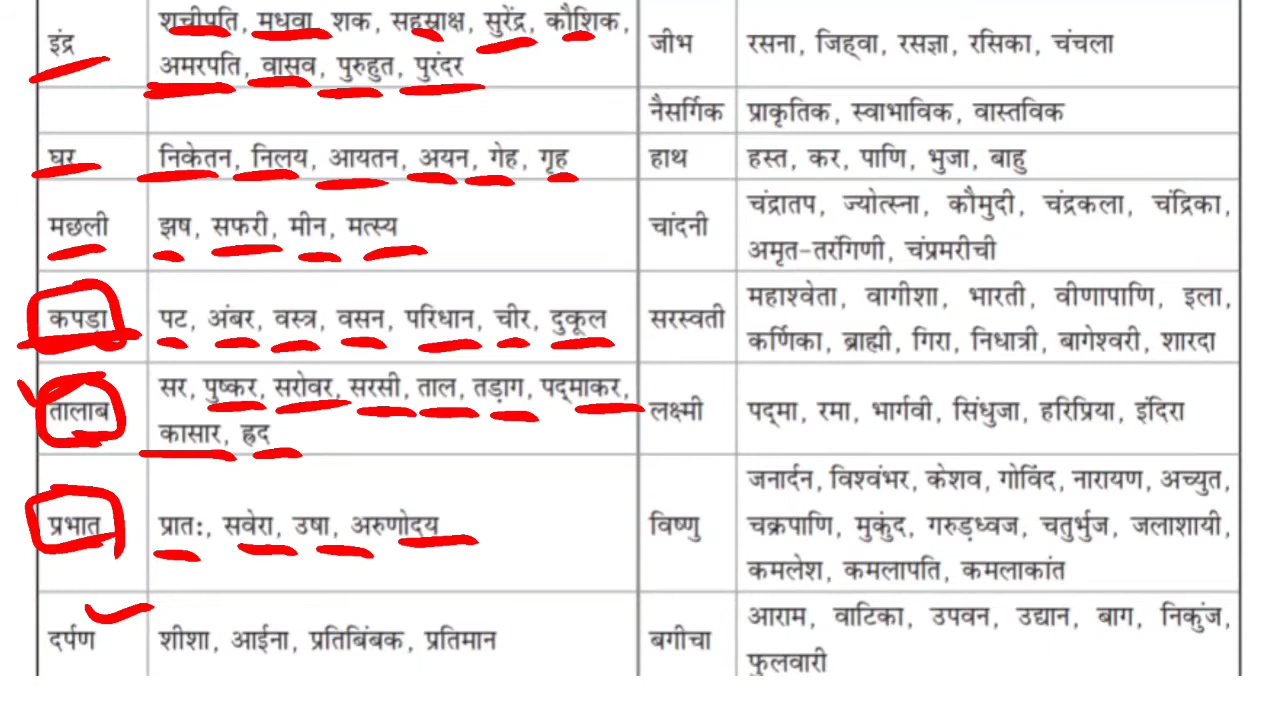 इंद्र
शचीपति, मधवा, शक, सहस्राक्ष, सुरेंद्र, कौशिक,
अमरपति, वासव, पुरुहुत, पुरंदर
जीभ
रसना, जिह्वा, रसज्ञा, रसिका, चंचला
नैसर्गिक
प्राकृतिक, स्वाभाविक, वास्तविक
घर
निकेतन, निलय, आयतन, अयन, गेह, गृह
हाथ
हस्त, कर, पाणि, भुजा, बाहु
मछली
झष, सफरी, मीन, मत्स्य
चांदनी
चंद्रातप, ज्योत्स्ना, कौमुदी, चंद्रकला, चंद्रिका,
अमृत-तरंगिणी, चंप्रमरीची
कपड़ा
पट, अंबर, वस्त्र, वसन, परिधान, चीर, दुकूल
सरस्वती
महाश्वेता, वागीशा, भारती, वीणापाणि, इला,
कर्णिका, ब्राह्मी, गिरा, निधात्री, बागेश्वरी, शारदा
तालाब
सर, पुष्कर, सरोवर, सरसी, ताल, तड़ाग, पद्माकर,
कासार, ह्रद
लक्ष्मी
पद्मा, रमा, भार्गवी, सिंधुजा, हरिप्रिया, इंदिरा
प्रभात
प्रात:, सवेरा, उषा, अरुणोदय
विष्णु
जनार्दन, विश्वंभर, केशव, गोविंद, नारायण, अच्युत,
चक्रपाणि, मुकुंद, गरुड़ध्वज, चतुर्भुज, जलाशायी,
कमलेश, कमलापति, कमलाकांत
दर्पण
शीशा, आईना, प्रतिबिंबक, प्रतिमान
बगीचा
आराम, वाटिका, उपवन, उद्यान, बाग, निकुंज,
फुलवारी